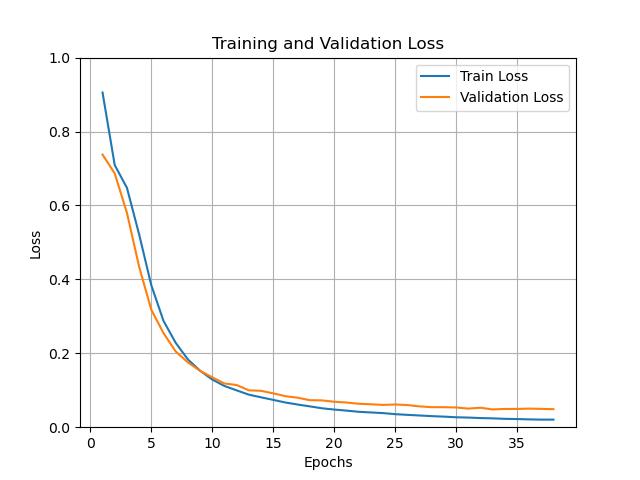 Training and Validation Loss
1.0
0.8
0.6
0.4
0.2
0.0
Loss
Train Loss
Validation Loss
0 5 10 15 20 25 30 35
Epochs